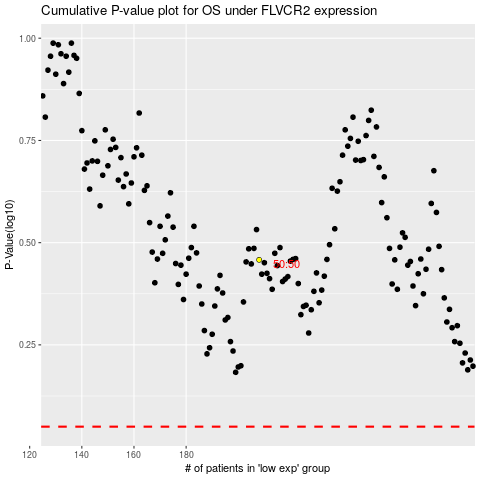 Cumulative P-value plot for OS under FLVCR2 expression
P-Value(log10)
1.00
0.75
0.50
0.25
50:50
120 140 160 180
# of patients in 'low exp' group